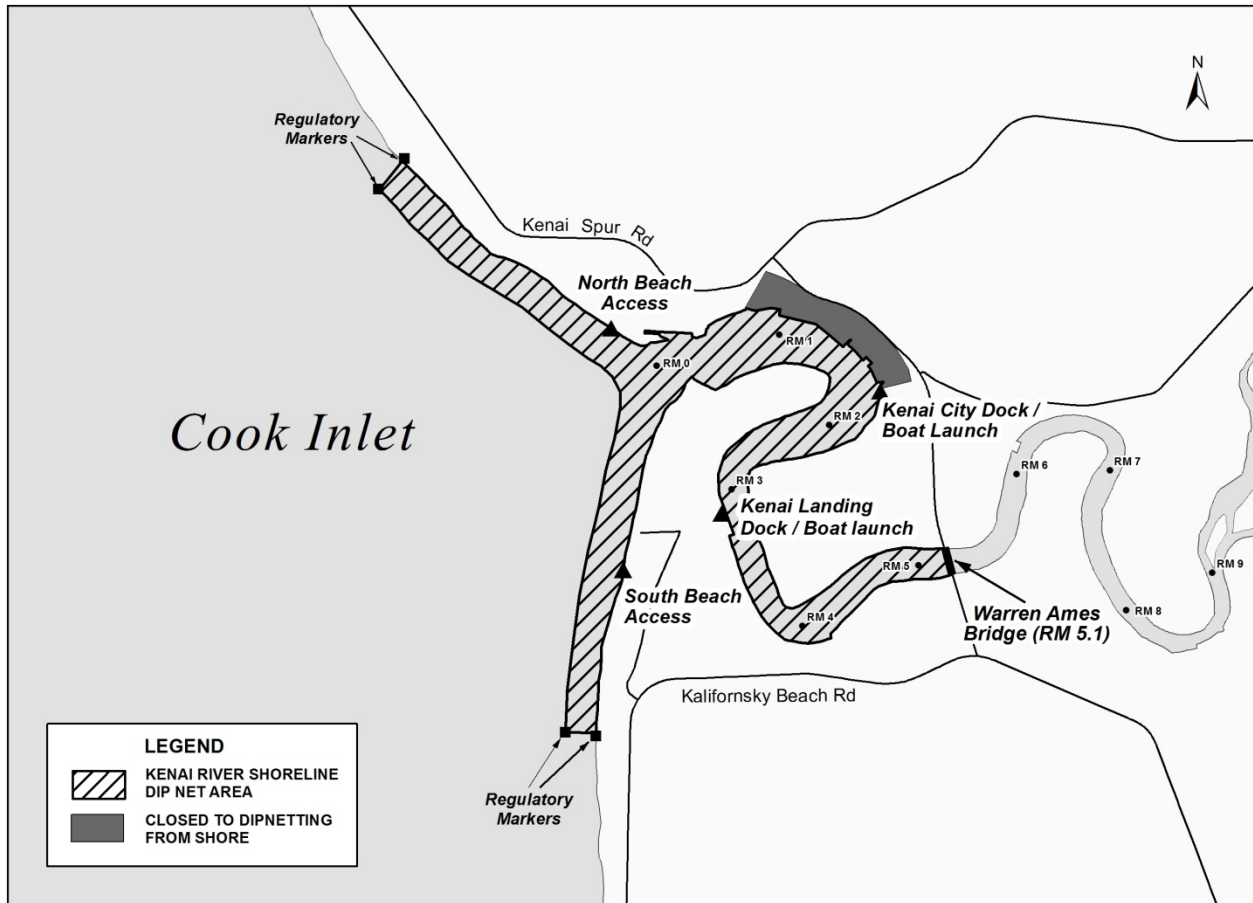 N
Regulatory
Markers
Kenai Spur Rd
North Beach
Access
RM 1
RM 0
Cook Inlet
RM 2
Kenai City Dock /
Boat Launch
RM 3
RM 6
RM 7
Kenai Landing
Dock / Boat launch
RM 5
RM 9
South Beach
Access
RM 4
RM 8
Warren Ames
Bridge (RM 5.1)
Kalifornsky Beach Rd
Regulatory
Markers
LEGEND
KENAI RIVER SHORELINE
DIP NET AREA
CLOSED TO DIPNETTING
FROM SHORE